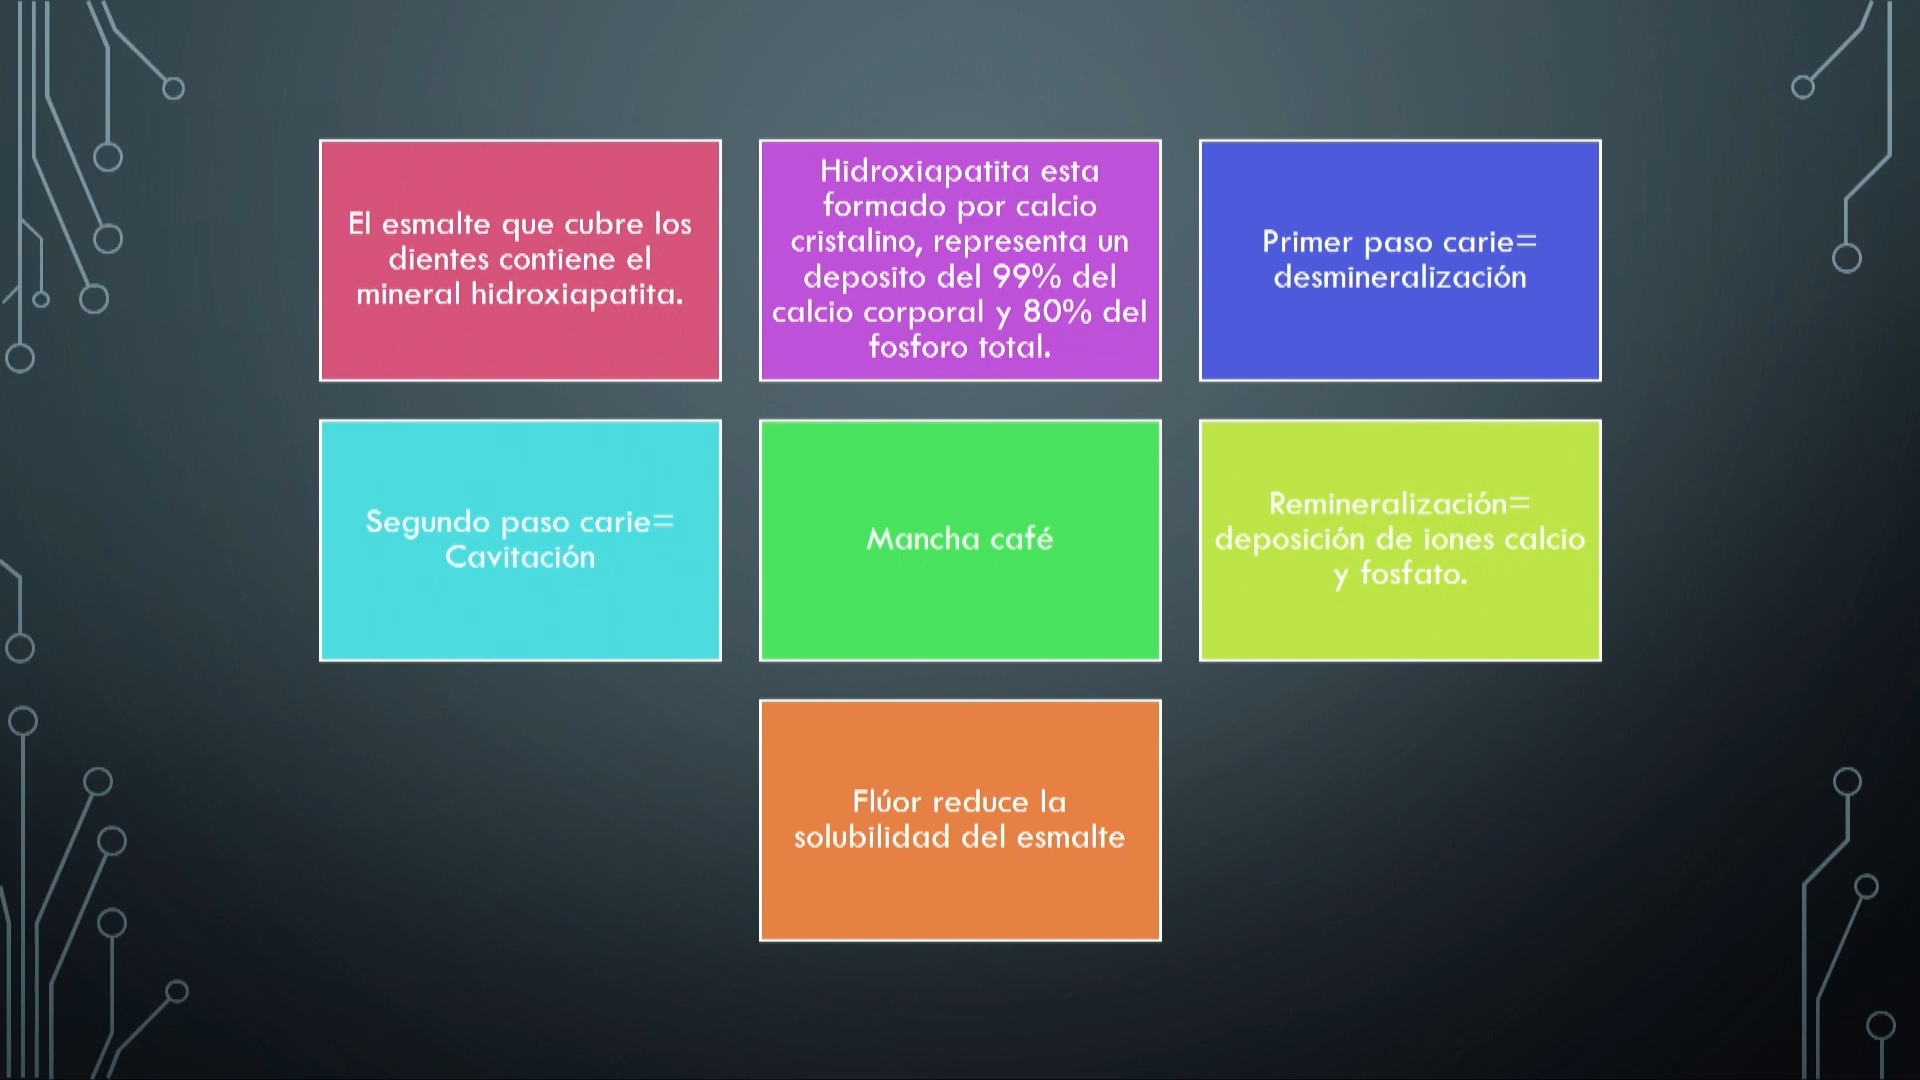 El esmalte que cubre los
dientes contiene el
mineral hidroxiapatita.
Hidroxiapatita esta
formado por calcio
cristalino, representa un
deposito del 99% del
calcio corporal y 80% del
fosforo total.
Primer paso carie=
desmineralización
Segundo paso carie=
Cavitación
Mancha café
Remineralización=
deposición de iones calcio
y fosfato.
Flúor reduce la
solubilidad del esmalte